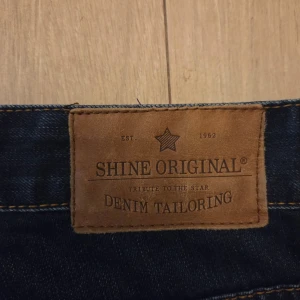 EST. 1992
SHINE ORIGINAL®
TRIBUTE TO THE STAR
DENIM TAILORING